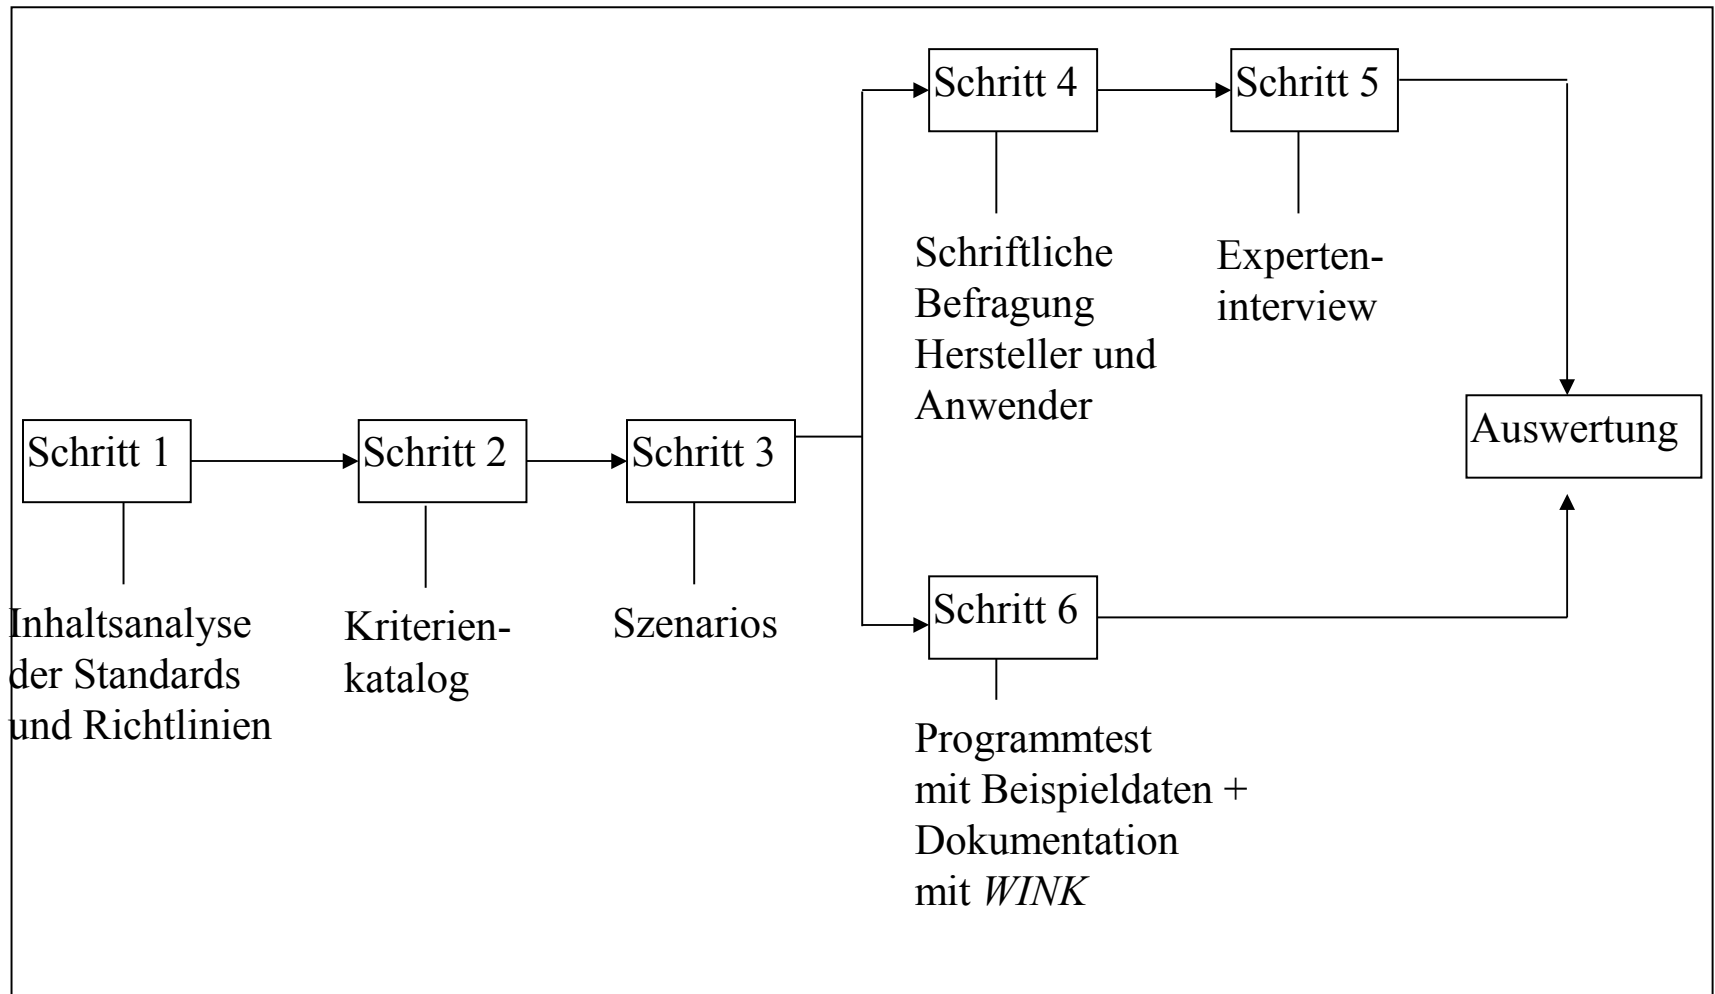 Schritt 1
Inhaltsanalyse
der Standards
und Richtlinien
Schritt 2
Kriterien-
katalog
Schritt 3
Szenarios
Schritt 4
Schriftliche
Befragung
Hersteller und
Anwender
Schritt 5
Experten-
interview
Schritt 6
Programmtest
mit Beispieldaten +
Dokumentation
mit WINK
Auswertung